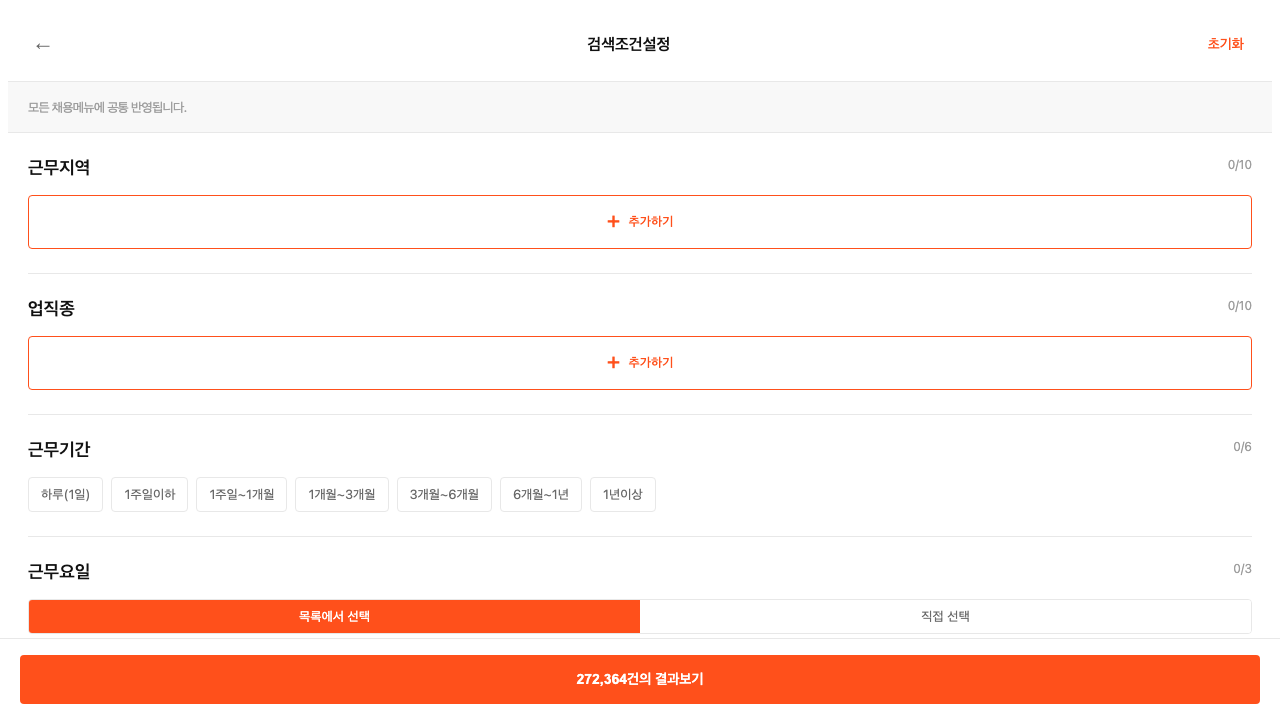 ←
검색조건설정
초기화
모든 채용메뉴에 공통 반영됩니다.
근무지역
0/10
+ 추가하기
업직종
0/10
+ 추가하기
근무기간
0/6
하루(1일) 1주일이하 1주일~1개월 1개월~3개월 3개월~6개월 6개월~1년 1년이상
근무요일
0/3
목록에서 선택 직접 선택
272,364건의 결과보기